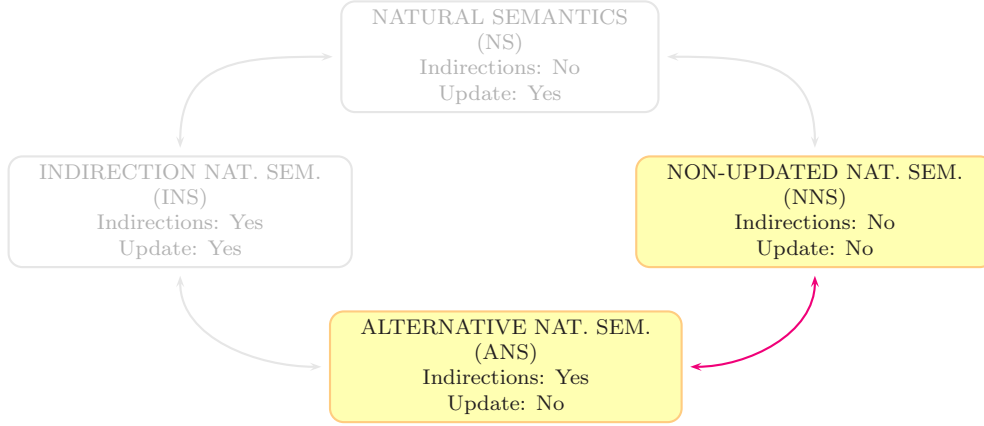 NATURAL SEMANTICS
(NS)
Indirections: No
Update: Yes
INDIRECTION NAT. SEM.
(INS)
Indirections: Yes
Update: Yes
NON-UPDATED NAT. SEM.
(NNS)
Indirections: No
Update: No
ALTERNATIVE NAT. SEM.
(ANS)
Indirections: Yes
Update: No